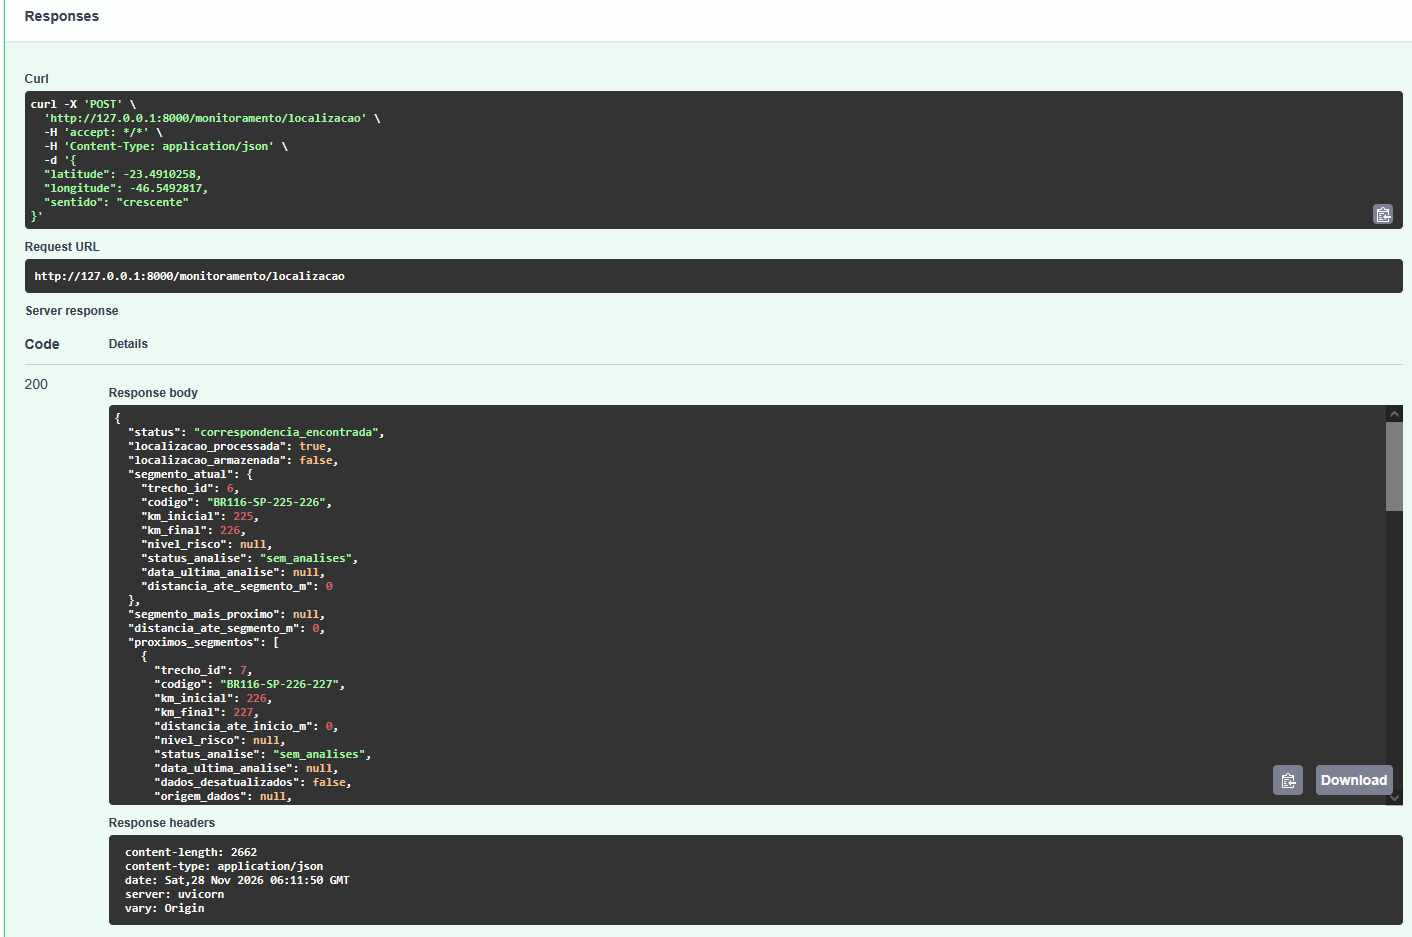 Responses
Curl
curl -X 'POST' \
  'http://127.0.0.1:8000/monitoramento/localizacao' \
  -H 'accept: */*' \
  -H 'Content-Type: application/json' \
  -d '{
  "latitude": -23.4910258,
  "longitude": -46.5492817,
  "sentido": "crescente"
}'
Request URL
http://127.0.0.1:8000/monitoramento/localizacao
Server response
Code Details
200
Response body
{
  "status": "correspondencia_encontrada",
  "localizacao_processada": true,
  "localizacao_armazenada": false,
  "segmento_atual": {
    "trecho_id": 6,
    "codigo": "BR116-SP-225-226",
    "km_inicial": 225,
    "km_final": 226,
    "nivel_risco": null,
    "status_analise": "sem_analises",
    "data_ultima_analise": null,
    "distancia_ate_segmento_m": 0
  },
  "segmento_mais_proximo": null,
  "distancia_ate_segmento_m": 0,
  "proximos_segmentos": [
    {
      "trecho_id": 7,
      "codigo": "BR116-SP-226-227",
      "km_inicial": 226,
      "km_final": 227,
      "distancia_ate_inicio_m": 0,
      "nivel_risco": null,
      "status_analise": "sem_analises",
      "data_ultima_analise": null,
      "dados_desatualizados": false,
      "origem_dados": null,
Download
Response headers
content-length: 2662
content-type: application/json
date: Sat,28 Nov 2026 06:11:50 GMT
server: uvicorn
vary: Origin